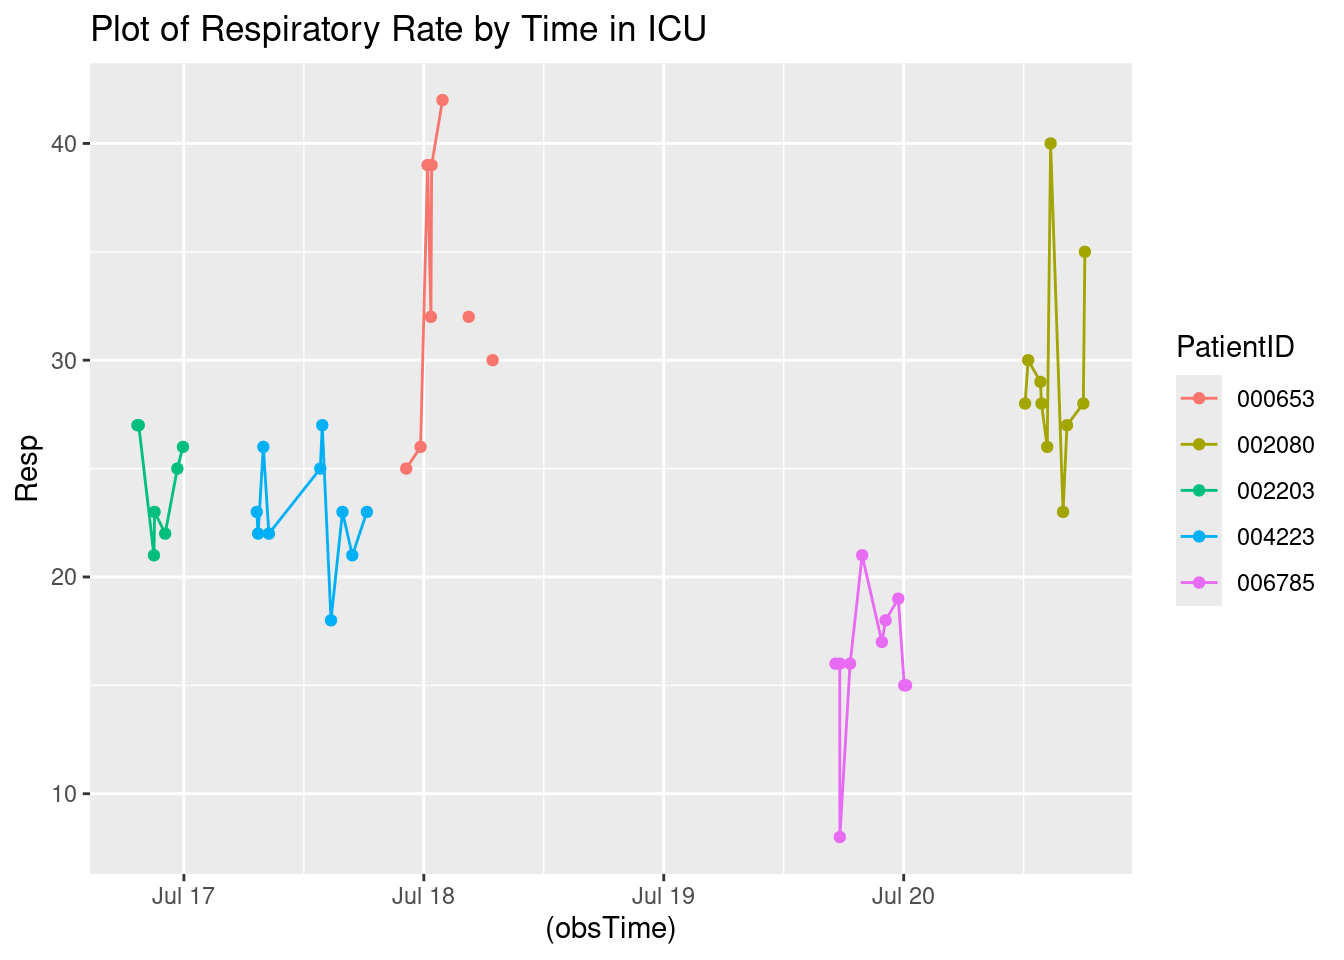 Plot of Respiratory Rate by Time in ICU
Resp
40
30
20
10
Jul 17
Jul 18
Jul 19
Jul 20
(obsTime)
PatientID
000653
002080
002203
004223
006785